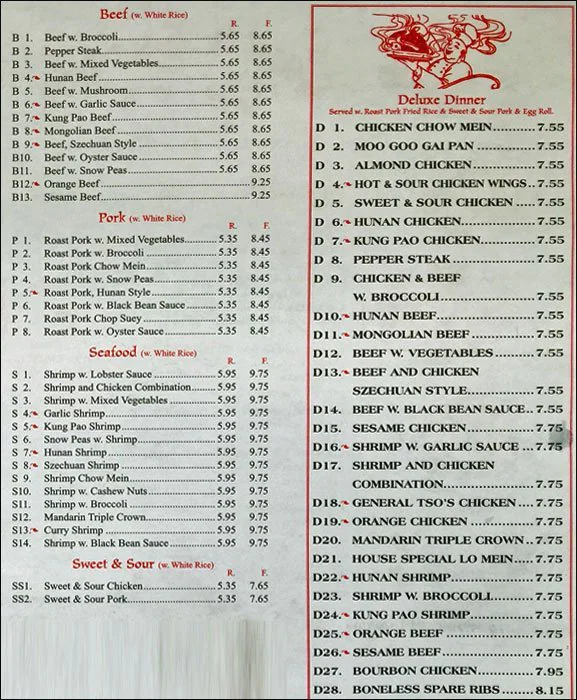 Beef (w. White Rice)
R. F.
B 1. Beef w. Broccoli 5.65 8.65
B 2. Pepper Steak 5.65 8.65
B 3. Beef w. Mixed Vegetables 5.65 8.65
B 4. Hunan Beef 5.65 8.65
B 5. Beef w. Mushroom 5.65 8.65
B 6. Beef w. Garlic Sauce 5.65 8.65
B 7. Kung Pao Beef 5.65 8.65
B 8. Mongolian Beef 5.65 8.65
B 9. Beef, Szechuan Style 5.65 8.65
B10. Beef w. Oyster Sauce 5.65 8.65
B11. Beef w. Snow Peas 5.65 8.65
B12. Orange Beef 9.25
B13. Sesame Beef 9.25
Pork (w. White Rice)
R. F.
P 1. Roast Pork w. Mixed Vegetables 5.35 8.45
P 2. Roast Pork w. Broccoli 5.35 8.45
P 3. Roast Pork Chow Mein 5.35 8.45
P 4. Roast Pork w. Snow Peas 5.35 8.45
P 5. Roast Pork, Hunan Style 5.35 8.45
P 6. Roast Pork w. Black Bean Sauce 5.35 8.45
P 7. Roast Pork Chop Suey 5.35 8.45
P 8. Roast Pork w. Oyster Sauce 5.35 8.45
Seafood (w. White Rice)
R. F.
S 1. Shrimp w. Lobster Sauce 5.95 9.75
S 2. Shrimp and Chicken Combination 5.95 9.75
S 3. Shrimp w. Mixed Vegetables 5.95 9.75
S 4. Garlic Shrimp 5.95 9.75
S 5. Kung Pao Shrimp 5.95 9.75
S 6. Snow Peas w. Shrimp 5.95 9.75
S 7. Hunan Shrimp 5.95 9.75
S 8. Szechuan Shrimp 5.95 9.75
S 9. Shrimp Chow Mein 5.95 9.75
S10. Shrimp w. Cashew Nuts 5.95 9.75
S11. Shrimp w. Broccoli 5.95 9.75
S12. Mandarin Triple Crown 5.95 9.75
S13. Curry Shrimp 5.95 9.75
S14. Shrimp w. Black Bean Sauce 5.95 9.75
Sweet & Sour (w. White Rice)
R. F.
SS1. Sweet & Sour Chicken 5.35 7.65
SS2. Sweet & Sour Pork 5.35 7.65
Deluxe Dinner
Served w. Roast Pork Fried Rice & Sweet & Sour Pork & Egg Roll.
D 1. CHICKEN CHOW MEIN 7.55
D 2. MOO GOO GAI PAN 7.55
D 3. ALMOND CHICKEN 7.55
D 4. HOT & SOUR CHICKEN WINGS 7.55
D 5. SWEET & SOUR CHICKEN 7.55
D 6. HUNAN CHICKEN 7.55
D 7. KUNG PAO CHICKEN 7.55
D 8. PEPPER STEAK 7.55
D 9. CHICKEN & BEEF
W. BROCCOLI 7.55
D10. HUNAN BEEF 7.55
D11. MONGOLIAN BEEF 7.55
D12. BEEF W. VEGETABLES 7.55
D13. BEEF AND CHICKEN
SZECHUAN STYLE 7.55
D14. BEEF W. BLACK BEAN SAUCE 7.55
D15. SESAME CHICKEN 7.75
D16. SHRIMP W. GARLIC SAUCE 7.75
D17. SHRIMP AND CHICKEN
COMBINATION 7.75
D18. GENERAL TSO'S CHICKEN 7.75
D19. ORANGE CHICKEN 7.75
D20. MANDARIN TRIPLE CROWN 7.75
D21. HOUSE SPECIAL LO MEIN 7.75
D22. HUNAN SHRIMP 7.75
D23. SHRIMP W. BROCCOLI 7.75
D24. KUNG PAO SHRIMP 7.75
D25. ORANGE BEEF 7.75
D26. SESAME BEEF 7.75
D27. BOURBON CHICKEN 7.95
D28. BONELESS SPARE RIBS 8.15